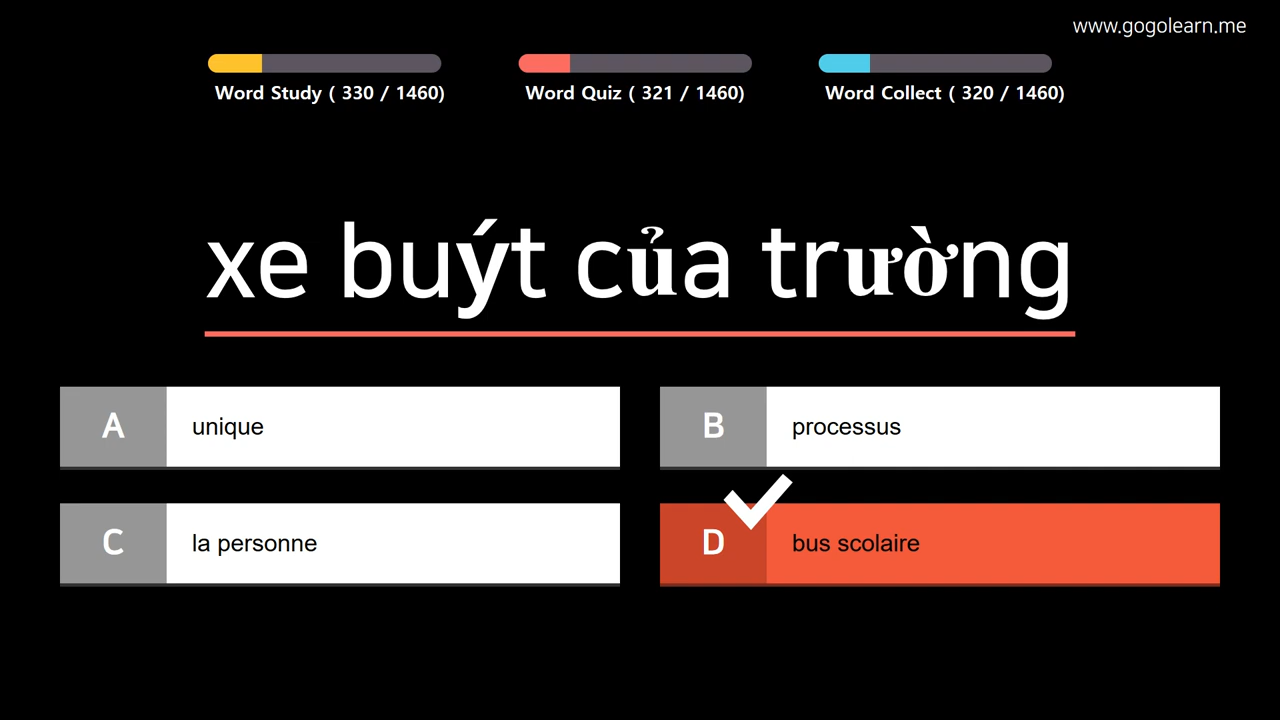 www.gogolearn.me
Word Study ( 330 / 1460)
Word Quiz ( 321 / 1460)
Word Collect ( 320 / 1460)
xe buýt của trường
A unique
B processus
C la personne
D bus scolaire